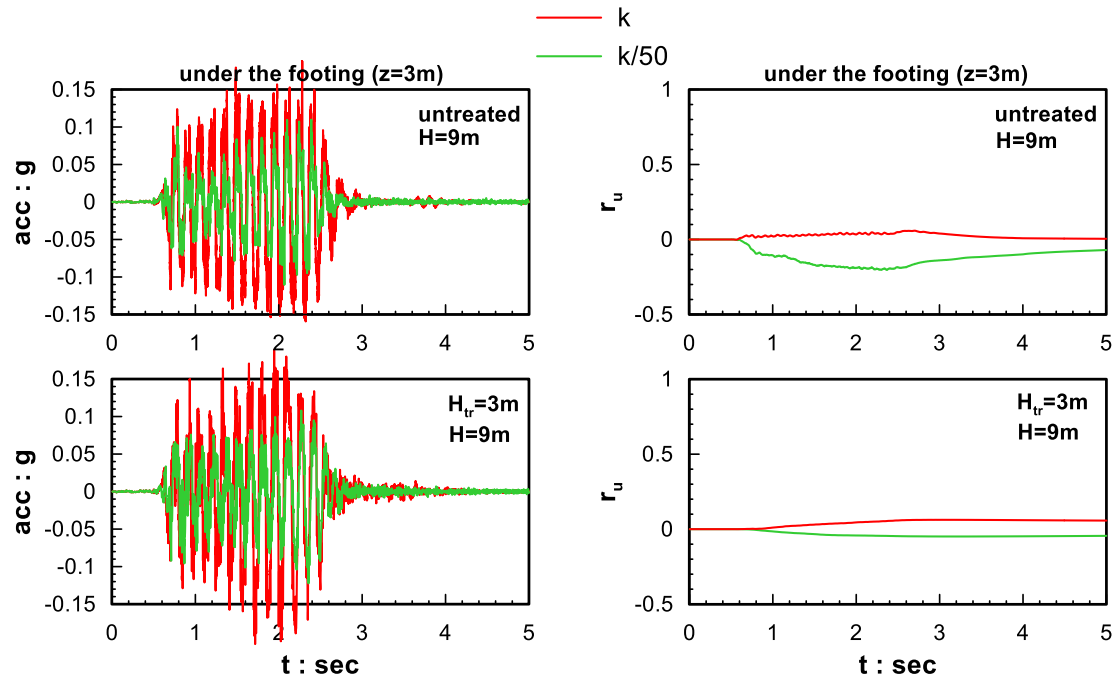 k
k/50
under the footing (z=3m)
under the footing (z=3m)
0.15
0.1
0.05
0
-0.05
-0.1
-0.15
acc : g
untreated
H=9m
0 1 2 3 4 5
1
0.5
0
-0.5
r_u
untreated
H=9m
0 1 2 3 4 5
0.15
0.1
0.05
0
-0.05
-0.1
-0.15
acc : g
H_tr=3m
H=9m
0 1 2 3 4 5
t : sec
1
0.5
0
-0.5
r_u
H_tr=3m
H=9m
0 1 2 3 4 5
t : sec